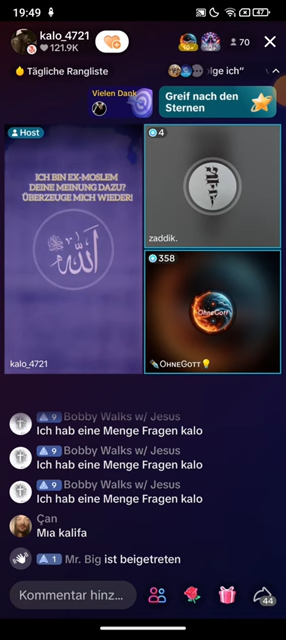 19:49
47
kalo_4721
121.9K
70
Tägliche Rangliste
lge ich"
Vielen Dank
Greif nach den
Sternen
Host
ICH BIN EX-MOSLEM
DEINE MEINUNG DAZU?
ÜBERZEUGE MICH WIEDER!
الله
kalo_4721
4
zaddik.
358
OhneGott
OHNEGOTT
9 Bobby Walks w/ Jesus
Ich hab eine Menge Fragen kalo
9 Bobby Walks w/ Jesus
Ich hab eine Menge Fragen kalo
9 Bobby Walks w/ Jesus
Ich hab eine Menge Fragen kalo
Çan
Mıa kalifa
1 Mr. Big ist beigetreten
Kommentar hinz...
44